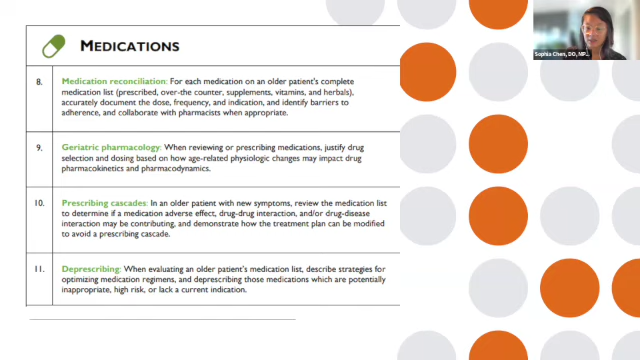 MEDICATIONS
8. Medication reconciliation: For each medication on an older patient's complete
medication list (prescribed, over-the counter, supplements, vitamins, and herbals),
accurately document the dose, frequency, and indication, and identify barriers to
adherence, and collaborate with pharmacists when appropriate.
9. Geriatric pharmacology: When reviewing or prescribing medications, justify drug
selection and dosing based on how age-related physiologic changes may impact drug
pharmacokinetics and pharmacodynamics.
10. Prescribing cascades: In an older patient with new symptoms, review the medication list
to determine if a medication adverse effect, drug-drug interaction, and/or drug-disease
interaction may be contributing, and demonstrate how the treatment plan can be modified
to avoid a prescribing cascade.
11. Deprescribing: When evaluating an older patient's medication list, describe strategies for
optimizing medication regimens, and deprescribing those medications which are potentially
inappropriate, high risk, or lack a current indication.
Sophia Chen, DO, MP...